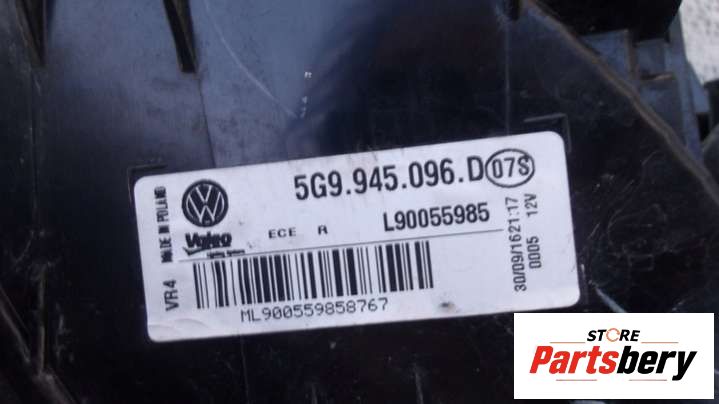 5G9.945.096.D 07S
MADE IN POLAND
VW
Valeo
ECE R L90055985
VR4
ML900559858767
30/09/16 21:17
0005 12V
STORE
Partsbery